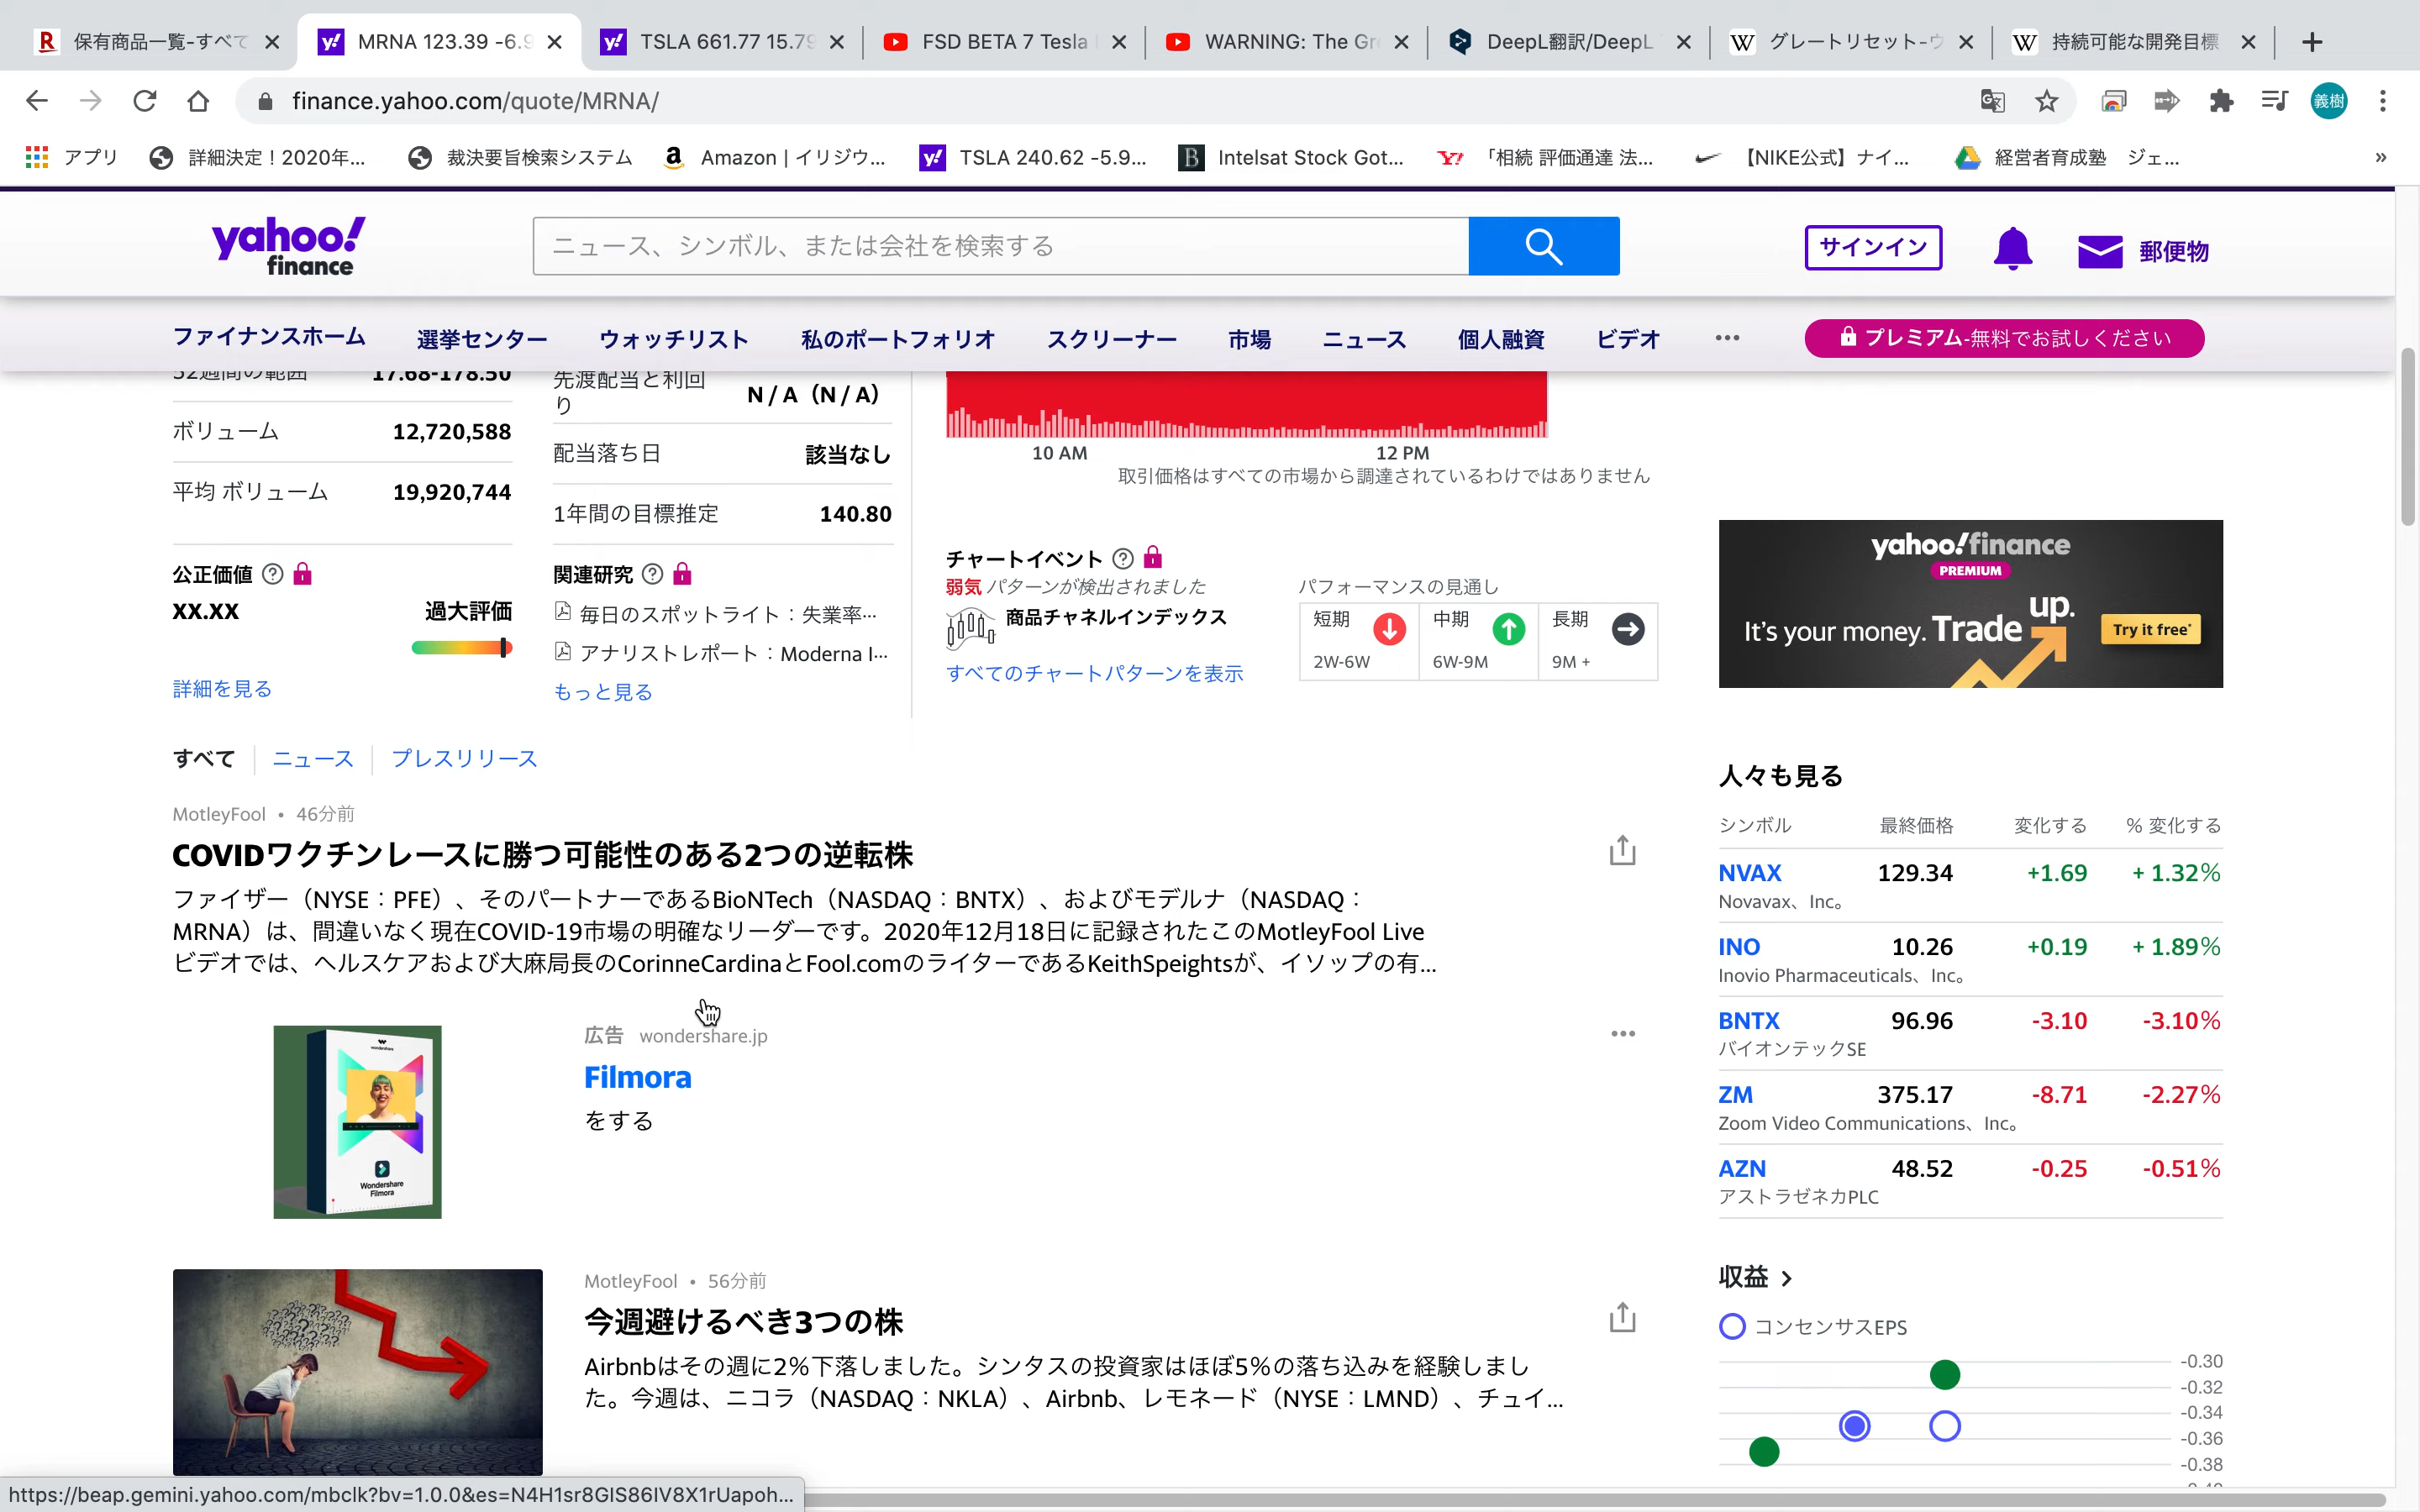 保有商品一覧-すべて
MRNA 123.39 -6.9
TSLA 661.77 15.79
FSD BETA 7 Tesla
WARNING: The Gr
DeepL翻訳/DeepL
グレートリセット-ウ
持続可能な開発目標
finance.yahoo.com/quote/MRNA/
義樹
アプリ
詳細決定！2020年...
裁決要旨検索システム
Amazon | イリジウ...
TSLA 240.62 -5.9...
Intelsat Stock Got...
「相続 評価通達 法...
【NIKE公式】ナイ...
経営者育成塾 ジェ...
»
yahoo!
finance
ニュース、シンボル、または会社を検索する
サインイン
郵便物
ファイナンスホーム
選挙センター
ウォッチリスト
私のポートフォリオ
スクリーナー
市場
ニュース
個人融資
ビデオ
•••
プレミアム-無料でお試しください
52週間の範囲 17.68-178.50
ボリューム 12,720,588
平均 ボリューム 19,920,744
先渡配当と利回
り
N / A（N / A）
配当落ち日 該当なし
1年間の目標推定 140.80
10 AM 12 PM
取引価格はすべての市場から調達されているわけではありません
公正価値
XX.XX 過大評価
詳細を見る
関連研究
毎日のスポットライト：失業率…
アナリストレポート：Moderna I…
もっと見る
チャートイベント
弱気 パターンが検出されました
商品チャネルインデックス
すべてのチャートパターンを表示
パフォーマンスの見通し
短期 中期 長期
2W-6W 6W-9M 9M +
yahoo!finance
PREMIUM
It's your money. Trade up.
Try it free*
すべて ニュース プレスリリース
MotleyFool • 46分前
COVIDワクチンレースに勝つ可能性のある2つの逆転株
ファイザー（NYSE：PFE）、そのパートナーであるBioNTech（NASDAQ：BNTX）、およびモデルナ（NASDAQ：
MRNA）は、間違いなく現在COVID-19市場の明確なリーダーです。2020年12月18日に記録されたこのMotleyFool Live
ビデオでは、ヘルスケアおよび大麻局長のCorinneCardinaとFool.comのライターであるKeithSpeightsが、イソップの有...
広告 wondershare.jp
Filmora
をする
wondershare
Wondershare
Filmora
MotleyFool • 56分前
今週避けるべき3つの株
Airbnbはその週に2％下落しました。シンタスの投資家はほぼ5％の落ち込みを経験しまし
た。今週は、ニコラ（NASDAQ：NKLA）、Airbnb、レモネード（NYSE：LMND）、チュイ...
人々も見る
シンボル 最終価格 変化する % 変化する
NVAX 129.34 +1.69 + 1.32%
Novavax、Inc。
INO 10.26 +0.19 + 1.89%
Inovio Pharmaceuticals、Inc。
BNTX 96.96 -3.10 -3.10%
バイオンテックSE
ZM 375.17 -8.71 -2.27%
Zoom Video Communications、Inc。
AZN 48.52 -0.25 -0.51%
アストラゼネカPLC
収益
コンセンサスEPS
-0.30
-0.32
-0.34
-0.36
-0.38
https://beap.gemini.yahoo.com/mbclk?bv=1.0.0&es=N4H1sr8GIS86IV8X1rUapoh...